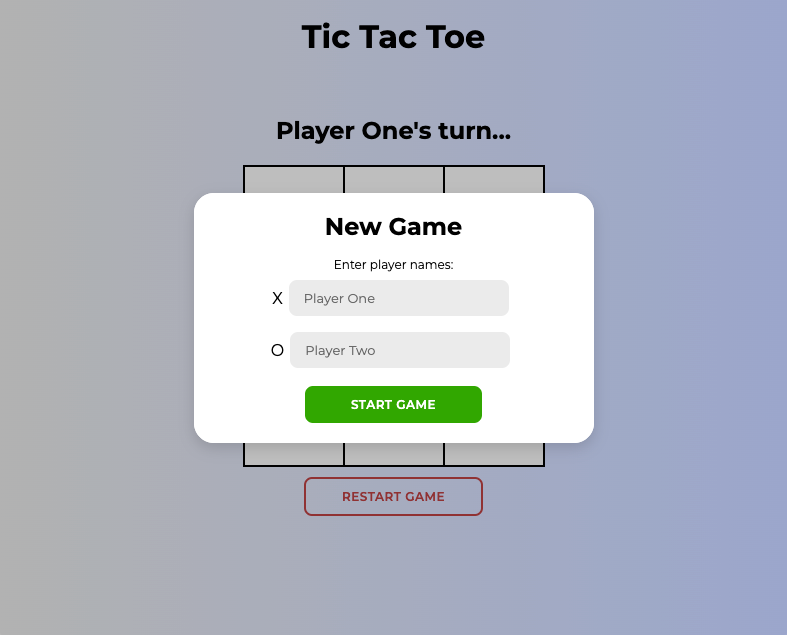 Tic Tac Toe
Player One's turn...
New Game
Enter player names:
X Player One
O Player Two
START GAME
RESTART GAME